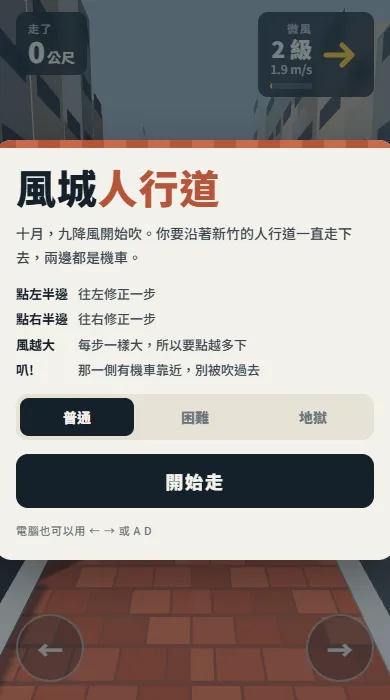 走了
0公尺
微風
2 級
1.9 m/s
→
風城人行道
十月，九降風開始吹。你要沿著新竹的人行道一直走下
去，兩邊都是機車。
點左半邊 往左修正一步
點右半邊 往右修正一步
風越大 每步一樣大，所以要點越多下
叭! 那一側有機車靠近，別被吹過去
普通 困難 地獄
開始走
電腦也可以用 ← → 或 A D
← →